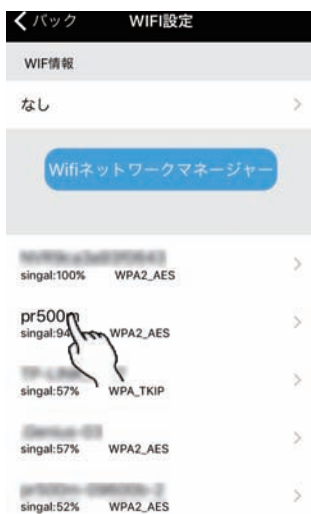 バック WIFI設定
WIF情報
なし
Wifiネットワークマネージャー
singal:100% WPA2_AES
pr500m
singal:94 WPA2_AES
singal:57% WPA_TKIP
singal:57% WPA2_AES
singal:52% WPA2_AES